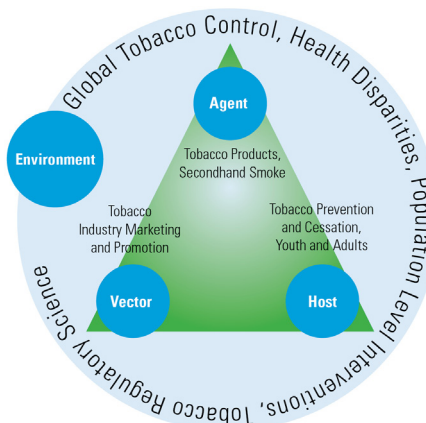 Global Tobacco Control, Health Disparities, Population Level Interventions, Tobacco Regulatory Science
Agent
Environment
Tobacco Products,
Secondhand Smoke
Tobacco
Industry Marketing
and Promotion
Tobacco Prevention
and Cessation,
Youth and Adults
Vector
Host